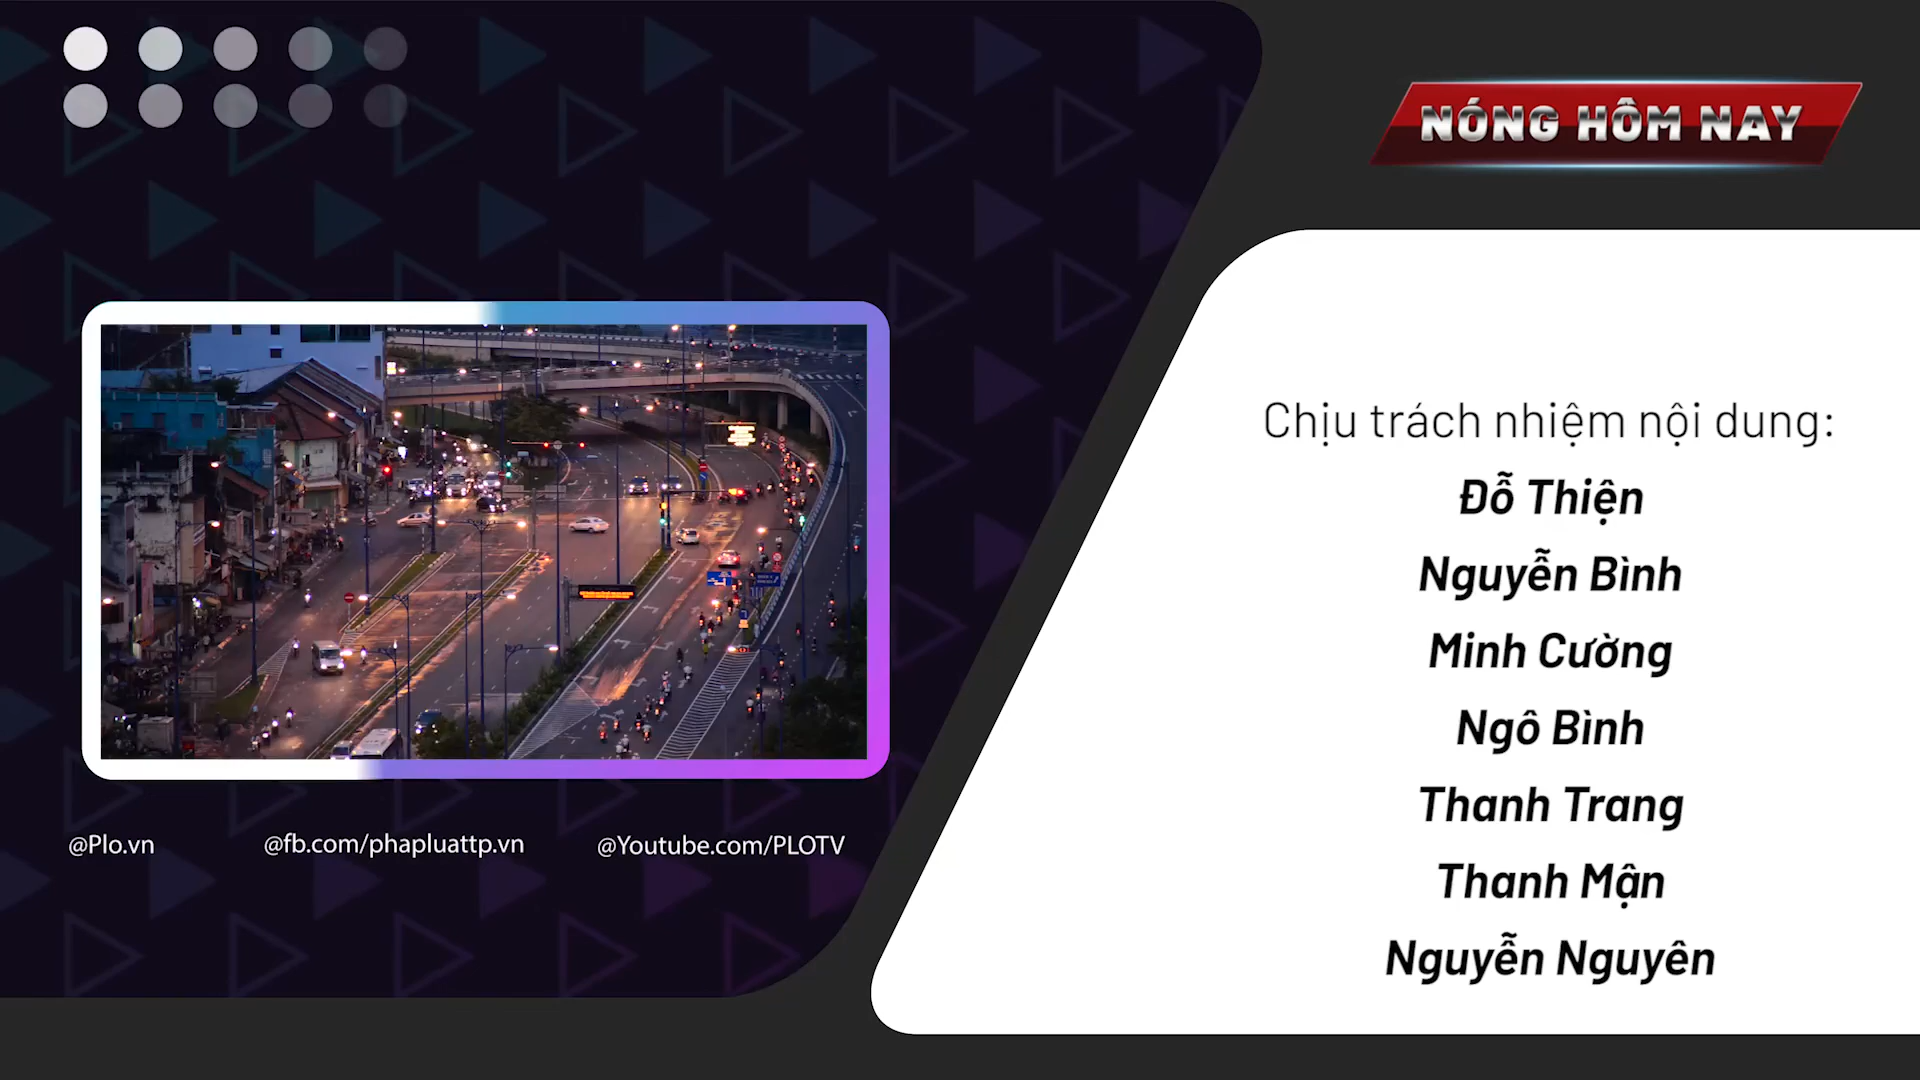 NÓNG HÔM NAY
Chịu trách nhiệm nội dung:
Đỗ Thiện
Nguyễn Bình
Minh Cường
Ngô Bình
Thanh Trang
Thanh Mận
Nguyễn Nguyên
@Plo.vn
@fb.com/phapluattp.vn
@Youtube.com/PLOTV